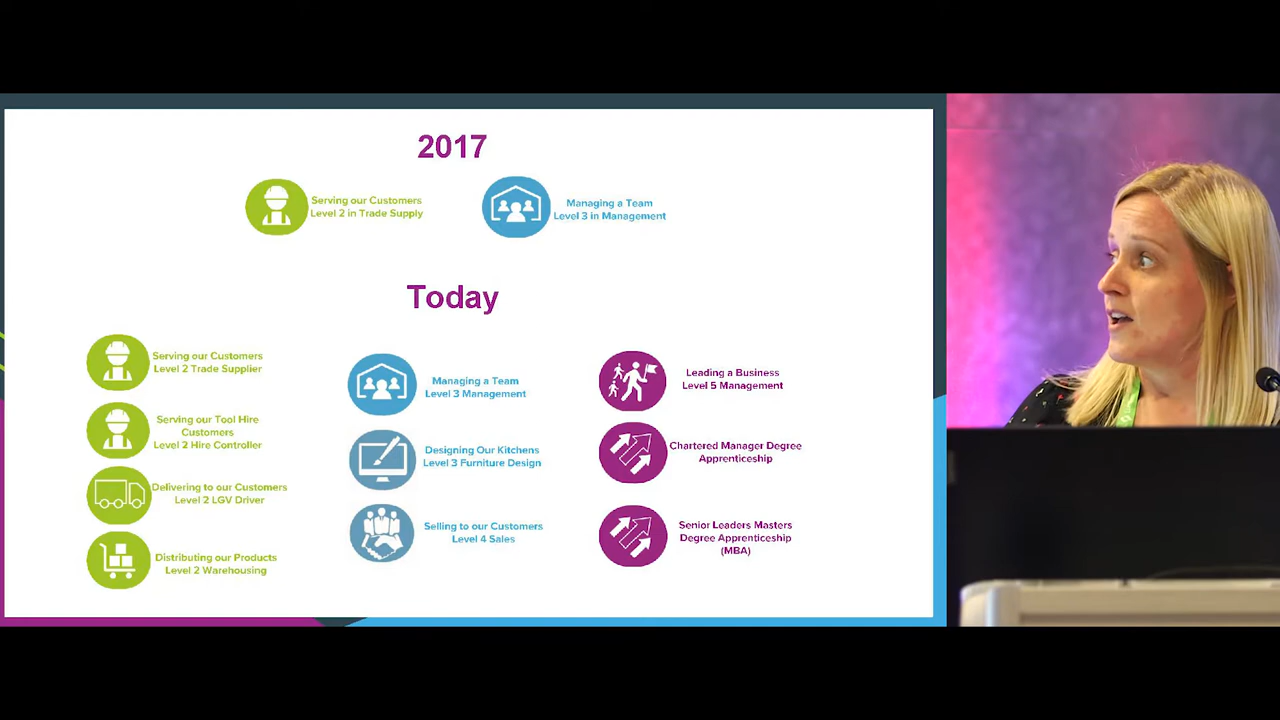 2017
Serving our Customers
Level 2 in Trade Supply
Managing a Team
Level 3 in Management
Today
Serving our Customers
Level 2 Trade Supplier
Serving our Tool Hire
Customers
Level 2 Hire Controller
Delivering to our Customers
Level 2 LGV Driver
Distributing our Products
Level 2 Warehousing
Managing a Team
Level 3 Management
Designing Our Kitchens
Level 3 Furniture Design
Selling to our Customers
Level 4 Sales
Leading a Business
Level 5 Management
Chartered Manager Degree
Apprenticeship
Senior Leaders Masters
Degree Apprenticeship
(MBA)